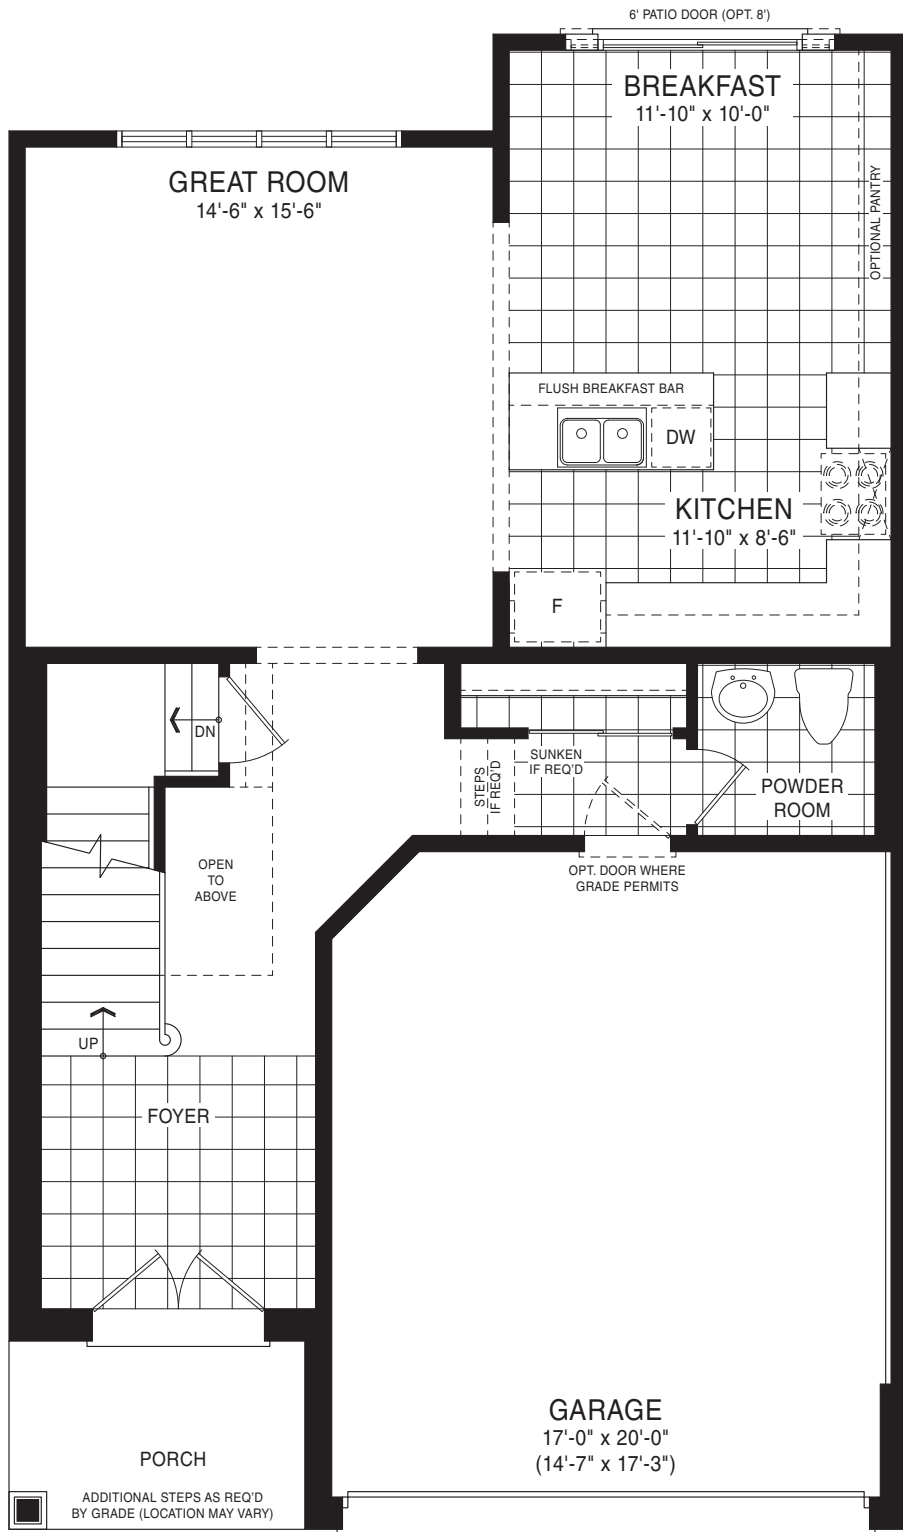 6' PATIO DOOR (OPT. 8')
BREAKFAST
11'-10" x 10'-0"
GREAT ROOM
14'-6" x 15'-6"
OPTIONAL PANTRY
FLUSH BREAKFAST BAR
DW
KITCHEN
11'-10" x 8'-6"
F
DN
STEPS
IF REQ'D
SUNKEN
IF REQ'D
POWDER
ROOM
OPEN
TO
ABOVE
OPT. DOOR WHERE
GRADE PERMITS
UP
FOYER
GARAGE
17'-0" x 20'-0"
(14'-7" x 17'-3")
PORCH
ADDITIONAL STEPS AS REQ'D
BY GRADE (LOCATION MAY VARY)